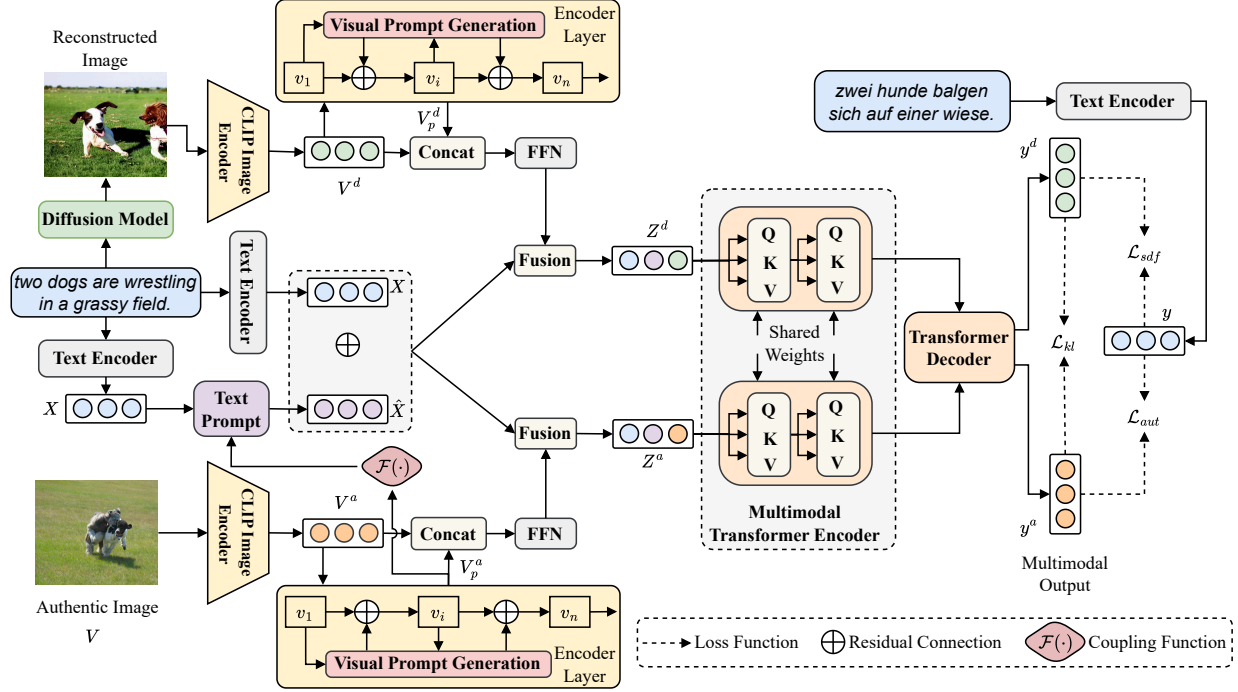 Reconstructed
Image
CLIP Image
Encoder
Visual Prompt Generation
Encoder
Layer
v1
vi
vn
V_p^d
V^d
Concat
FFN
Diffusion Model
two dogs are wrestling
in a grassy field.
Text Encoder
X
Text Encoder
X
Text
Prompt
X̂
F(·)
Fusion
Fusion
Z^d
Z^a
Q
K
V
Q
K
V
Shared
Weights
Q
K
V
Q
K
V
Multimodal
Transformer Encoder
Transformer
Decoder
zwei hunde balgen
sich auf einer wiese.
Text Encoder
y^d
L_sdf
y
L_kl
L_aut
y^a
Multimodal
Output
Authentic Image
V
CLIP Image
Encoder
V^a
Concat
FFN
V_p^a
v1
vi
vn
Visual Prompt Generation
Encoder
Layer
Loss Function
Residual Connection
F(·)
Coupling Function